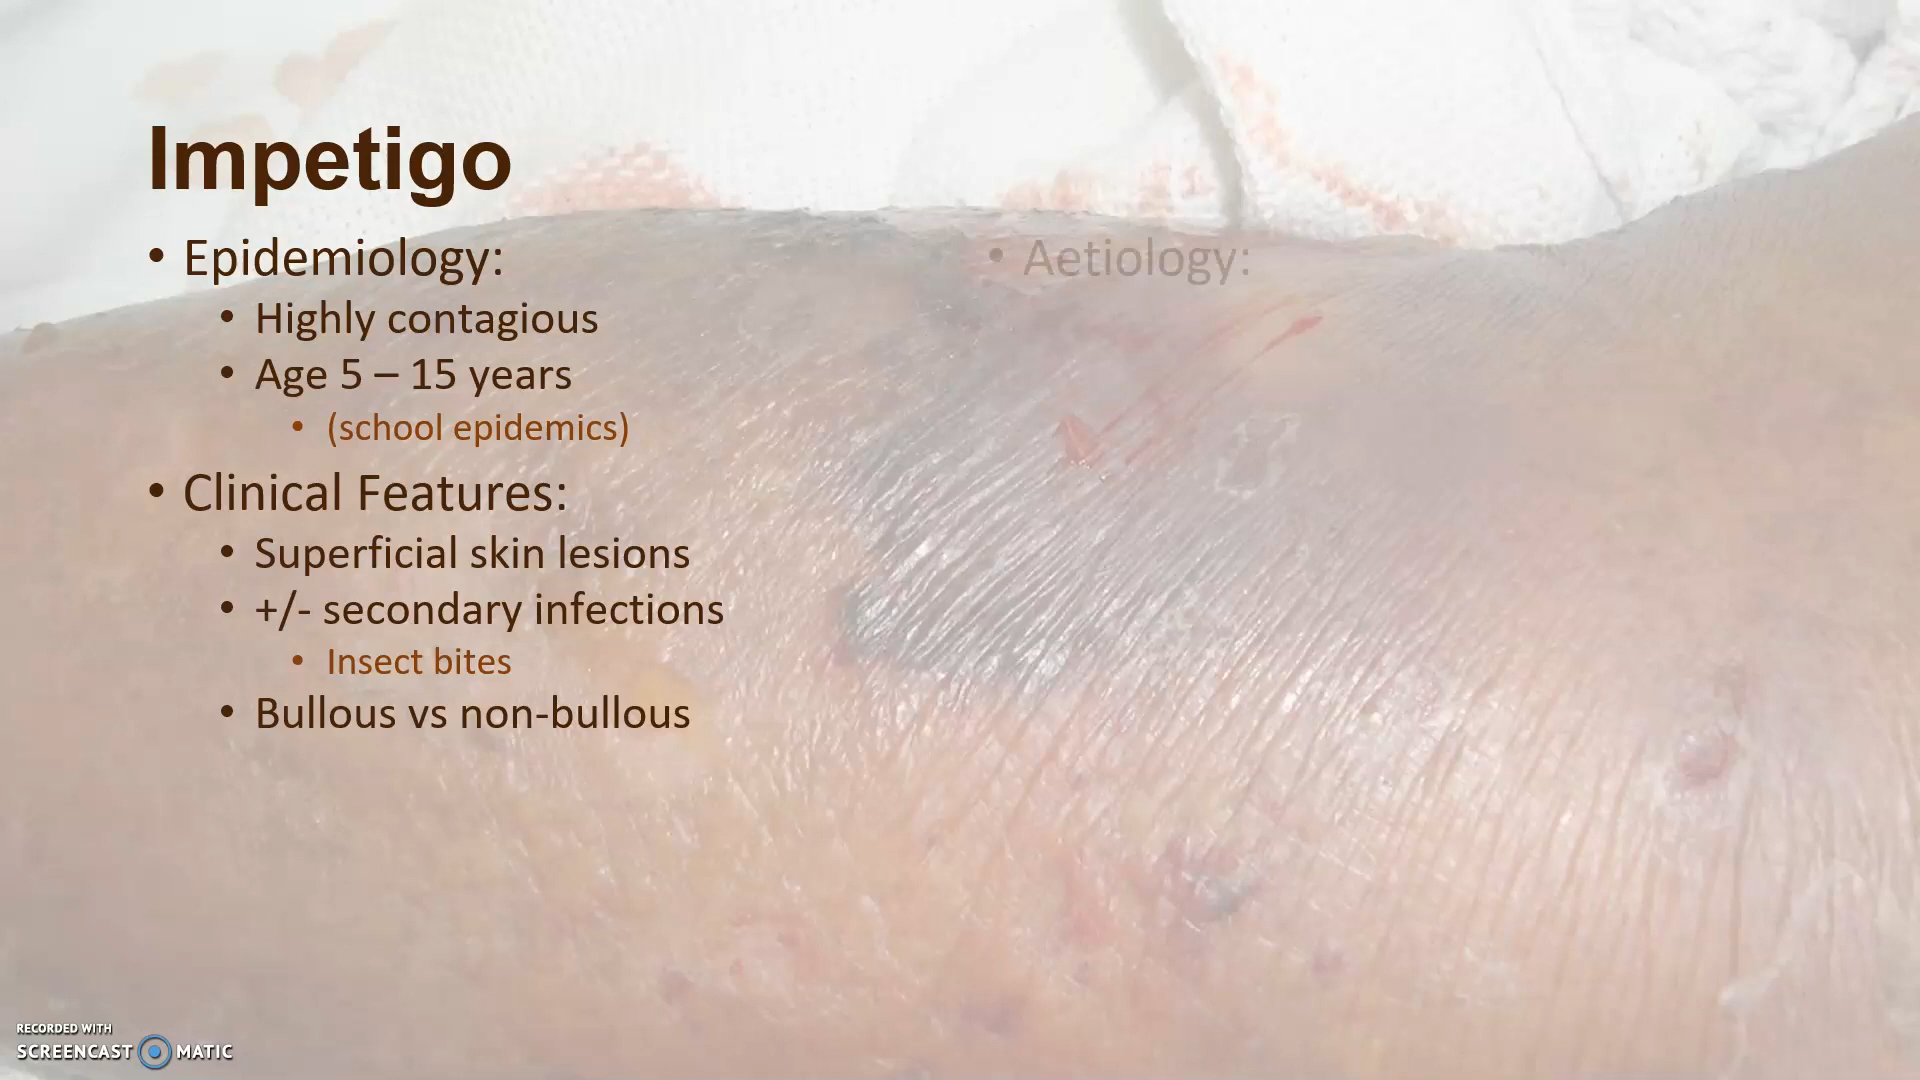 Impetigo
• Epidemiology:
• Highly contagious
• Age 5 – 15 years
• (school epidemics)
• Clinical Features:
• Superficial skin lesions
• +/- secondary infections
• Insect bites
• Bullous vs non-bullous
• Aetiology:
RECORDED WITH
SCREENCAST MATIC